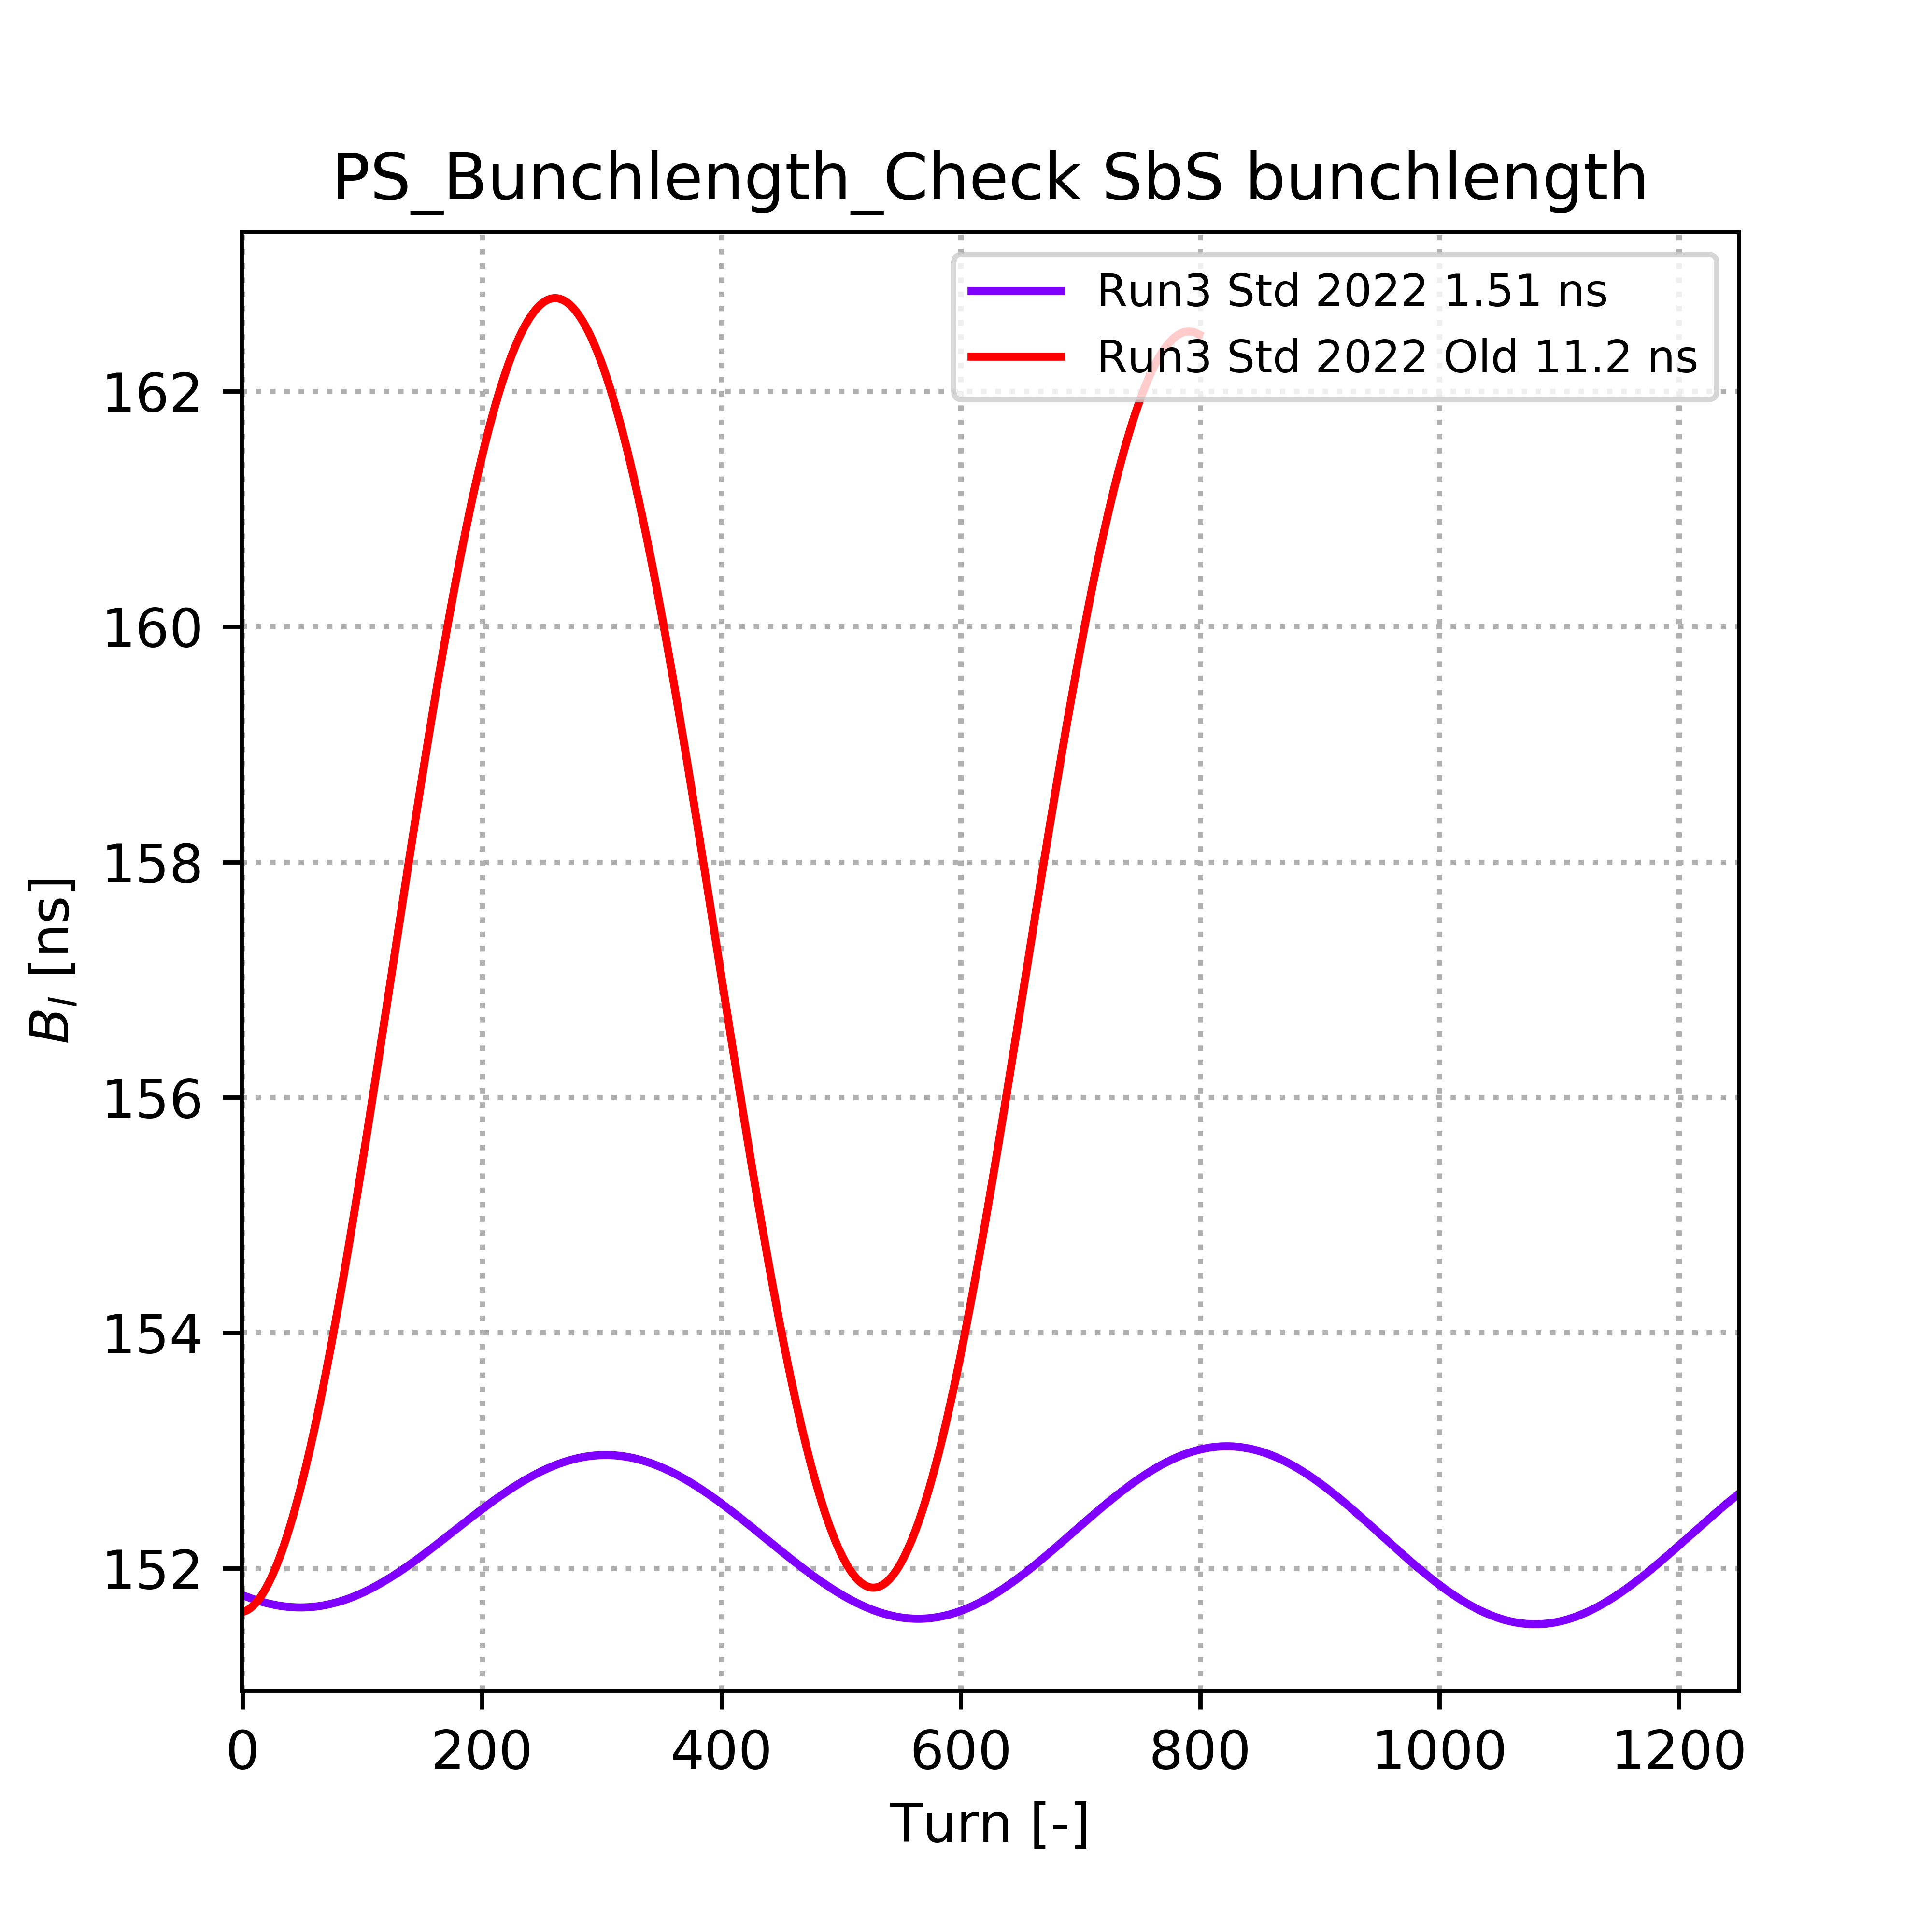 PS_Bunchlength_Check SbS bunchlength
Run3 Std 2022 1.51 ns
Run3 Std 2022 Old 11.2 ns
162
160
158
156
154
152
B_l [ns]
0 200 400 600 800 1000 1200
Turn [-]